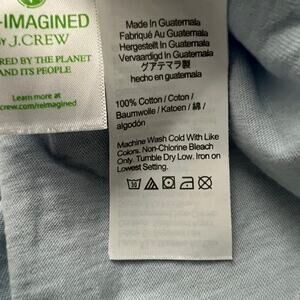 -IMAGINED
BY J.CREW
RED BY THE PLANET
AND ITS PEOPLE
Learn more at
crew.com/reimagined
Made In Guatemala
Fabriqué Au Guatemala
Hergestellt In Guatemala
Vervaardigd In Guatemala
グアテマラ製
hecho en guatemala
100% Cotton / Coton /
Baumwolle / Katoen / 綿 /
algodón
Machine Wash Cold With Like
Colors. Non-Chlorine Bleach
Only. Tumble Dry Low. Iron on
Lowest Setting.
30